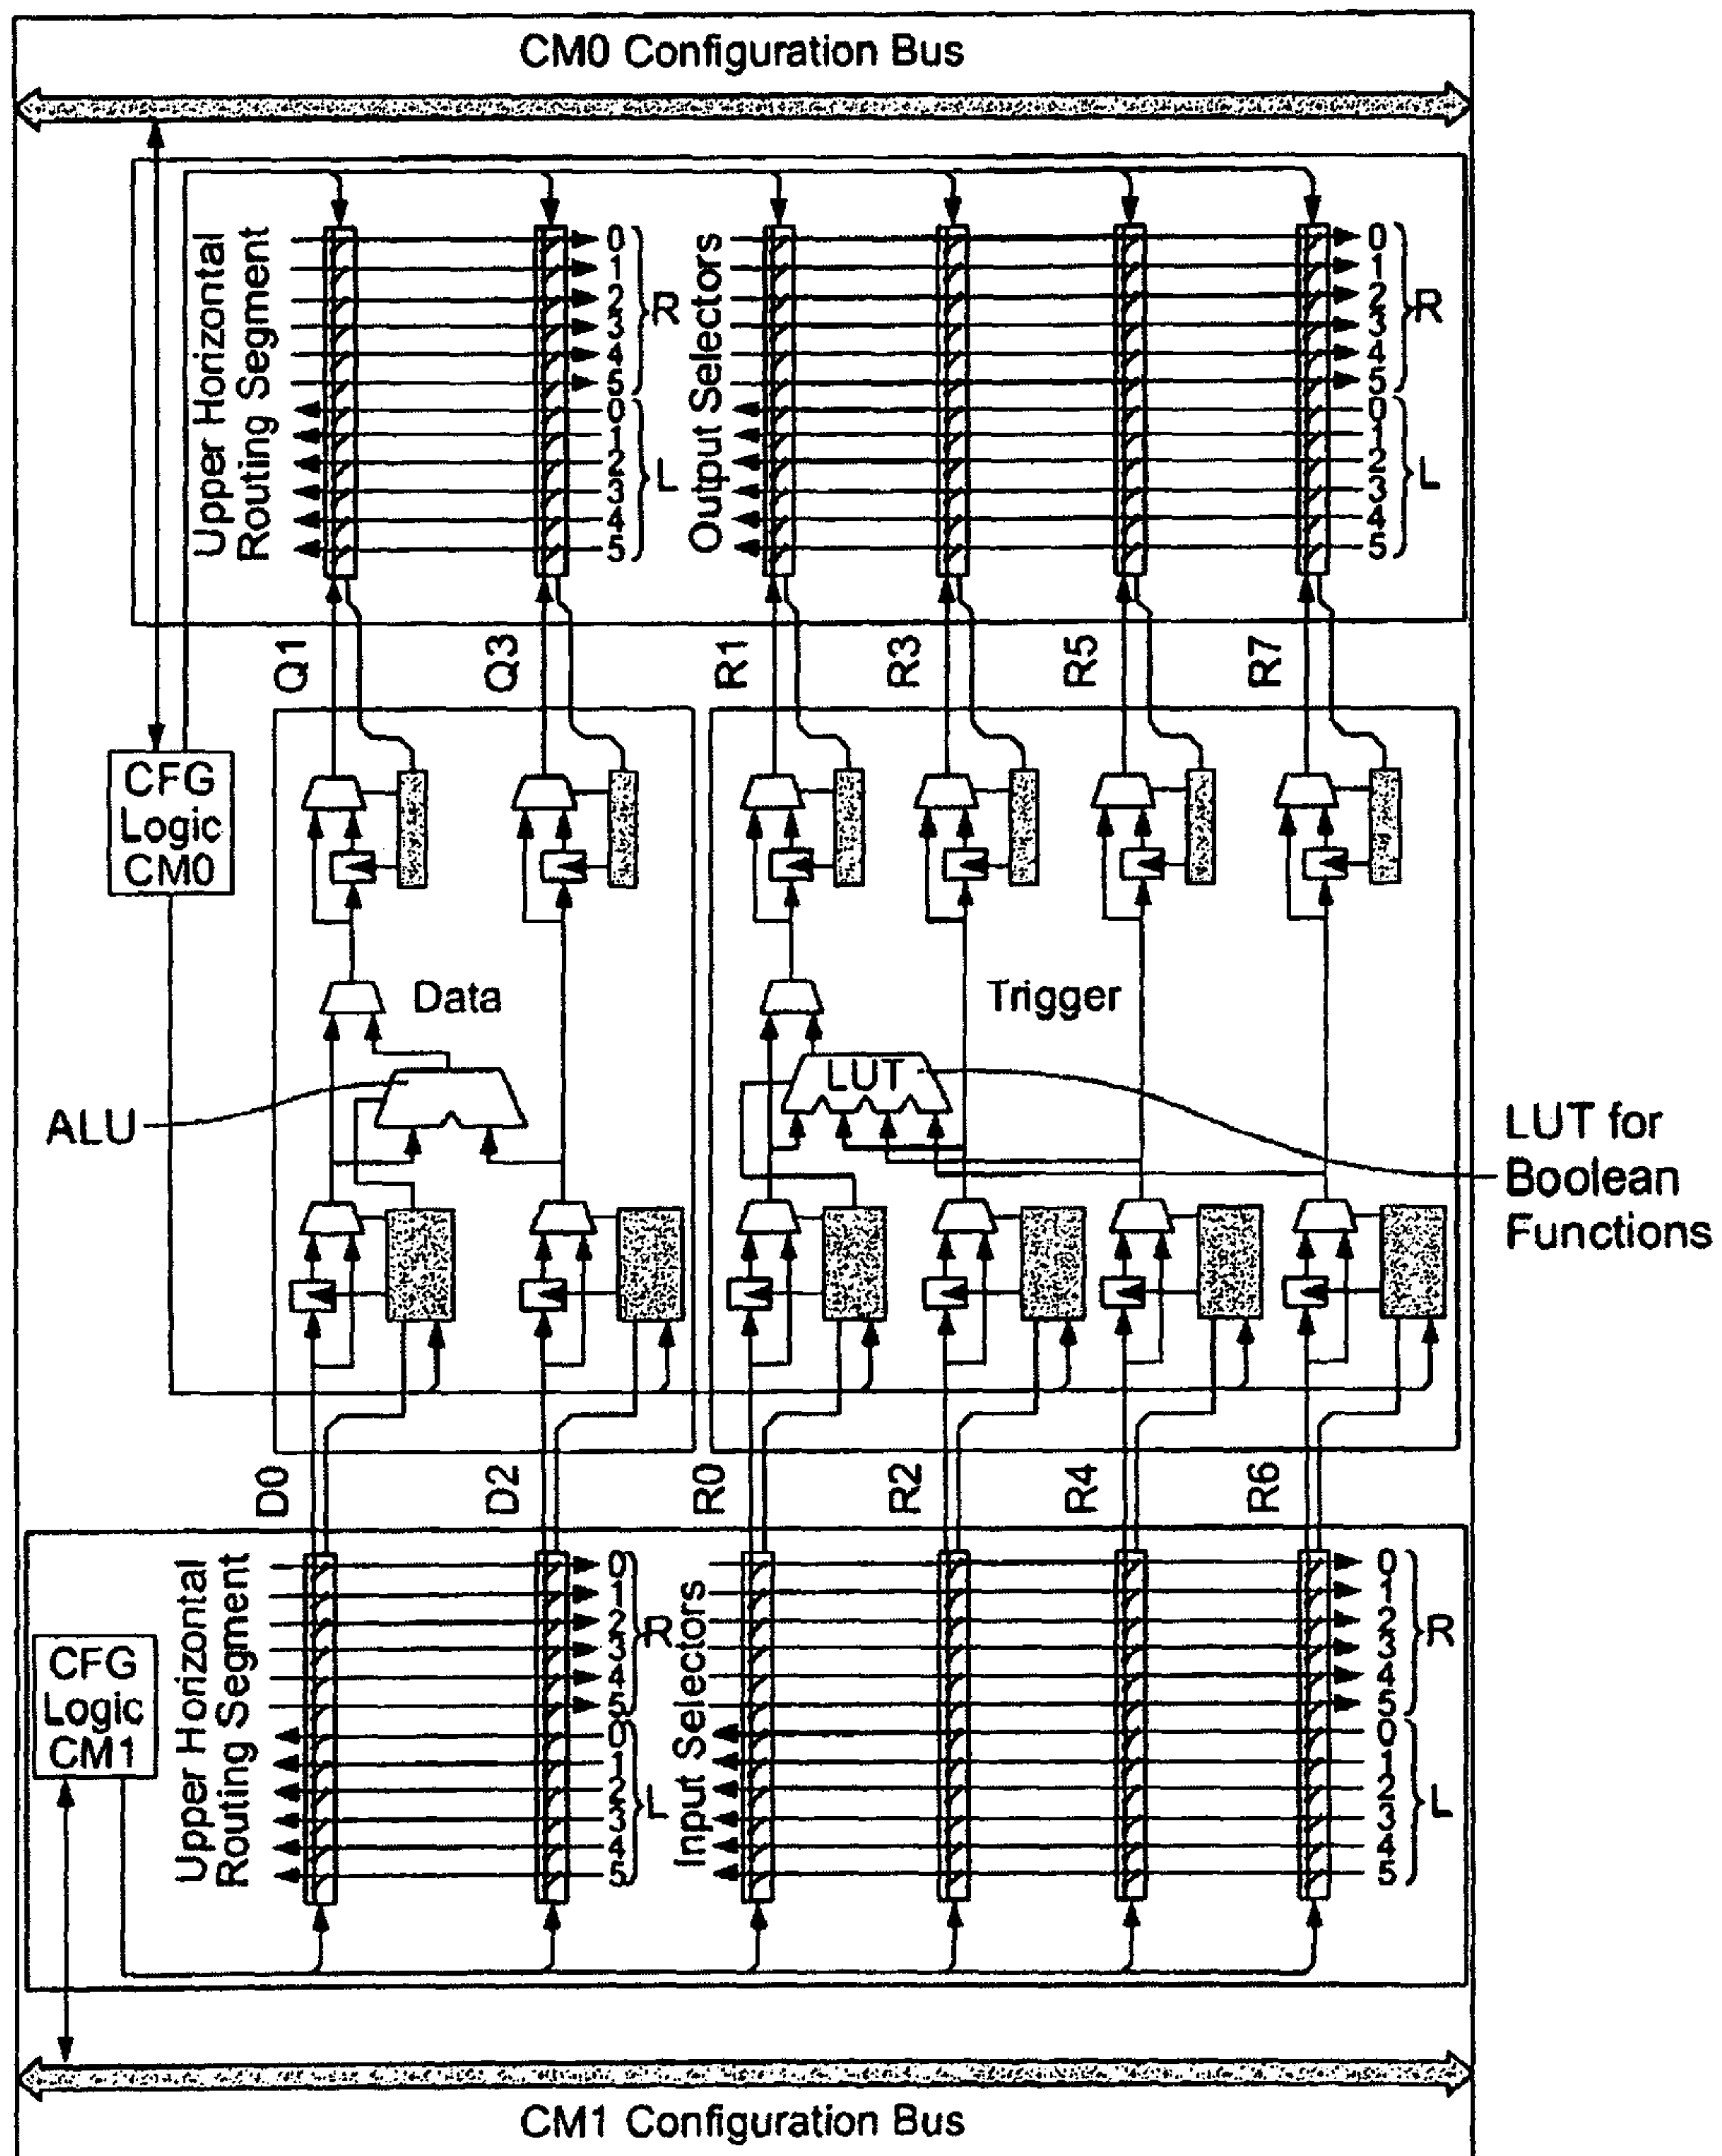 CM0 Configuration Bus
Upper Horizontal
Routing Segment
0
1
2
3
4
5
R
0
1
2
3
4
5
L
Output Selectors
0
1
2
3
4
5
R
0
1
2
3
4
5
L
Q1
Q3
R1
R3
R5
R7
CFG
Logic
CM0
Data
Trigger
ALU
LUT
LUT for
Boolean
Functions
D0
D2
R0
R2
R4
R6
CFG
Logic
CM1
Upper Horizontal
Routing Segment
0
1
2
3
4
5
R
0
1
2
3
4
5
L
Input Selectors
0
1
2
3
4
5
R
0
1
2
3
4
5
L
CM1 Configuration Bus